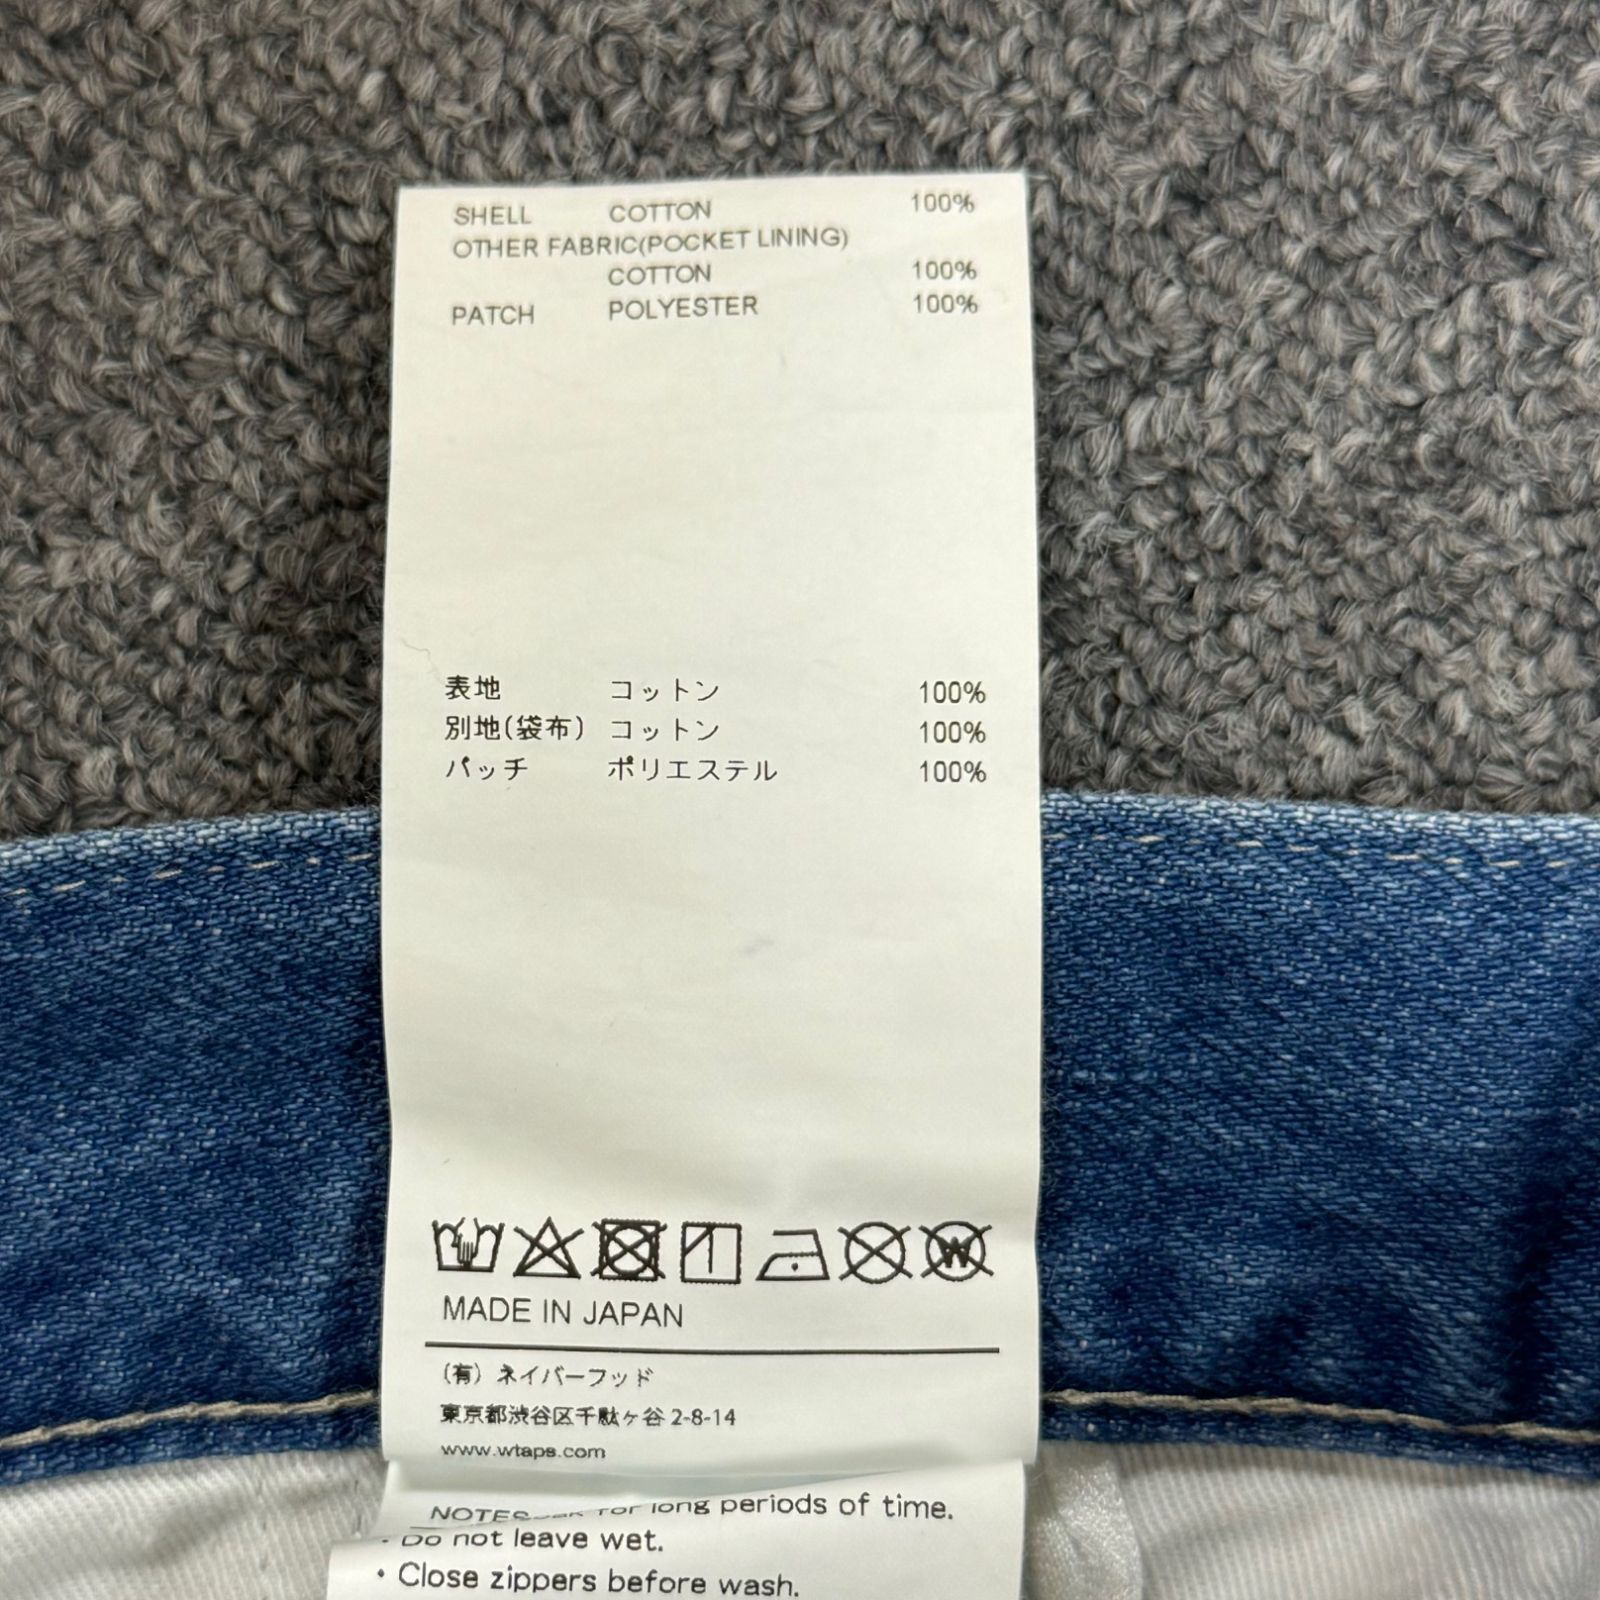 SHELL COTTON 100%
OTHER FABRIC(POCKET LINING)
COTTON 100%
PATCH POLYESTER 100%
表地 コットン 100%
別地(袋布) コットン 100%
パッチ ポリエステル 100%
W
MADE IN JAPAN
(有) ネイバーフッド
東京都渋谷区千駄ヶ谷 2-8-14
www.wtaps.com
NOTES for long periods of time.
・Do not leave wet.
・Close zippers before wash.